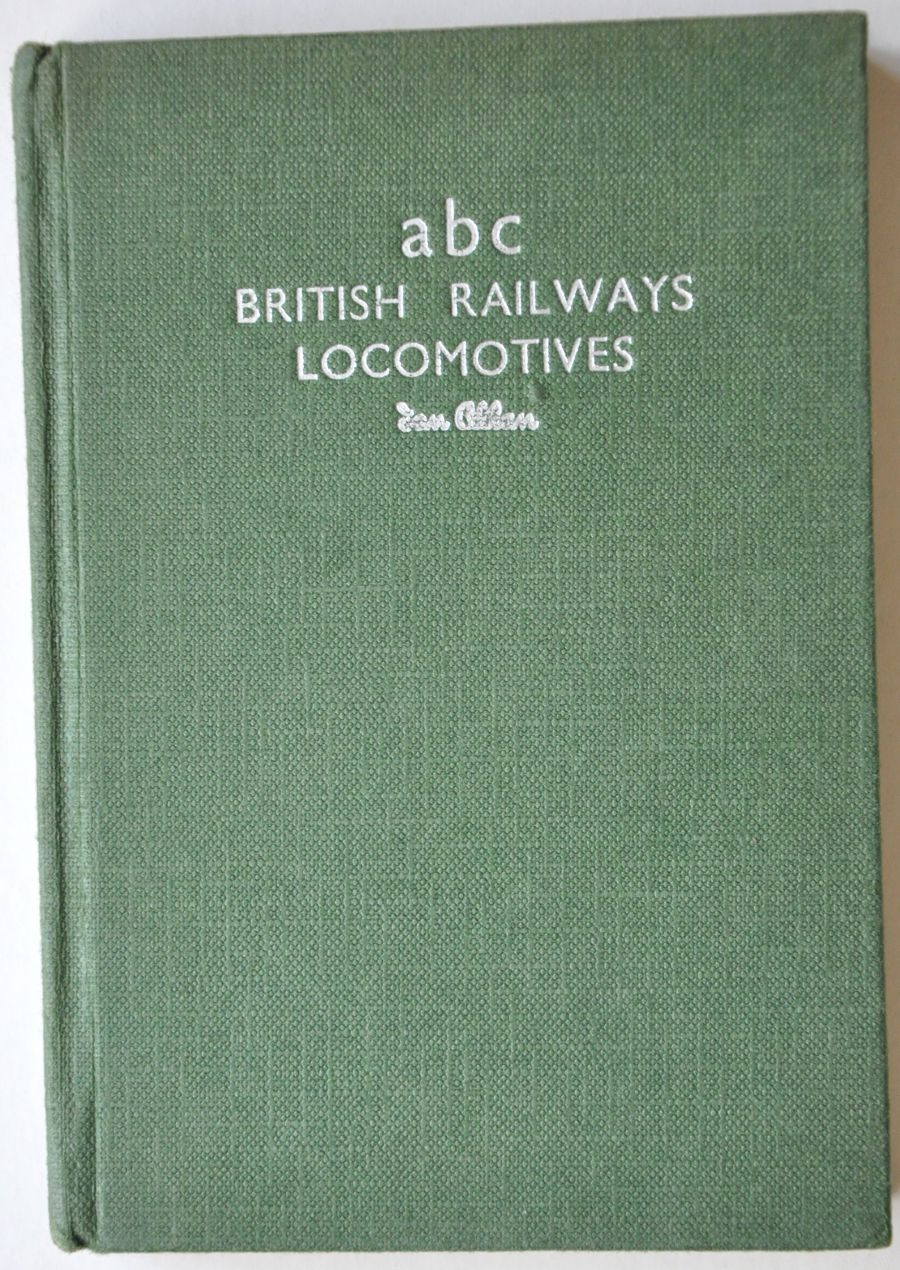 abc
BRITISH RAILWAYS
LOCOMOTIVES
Ian Allan